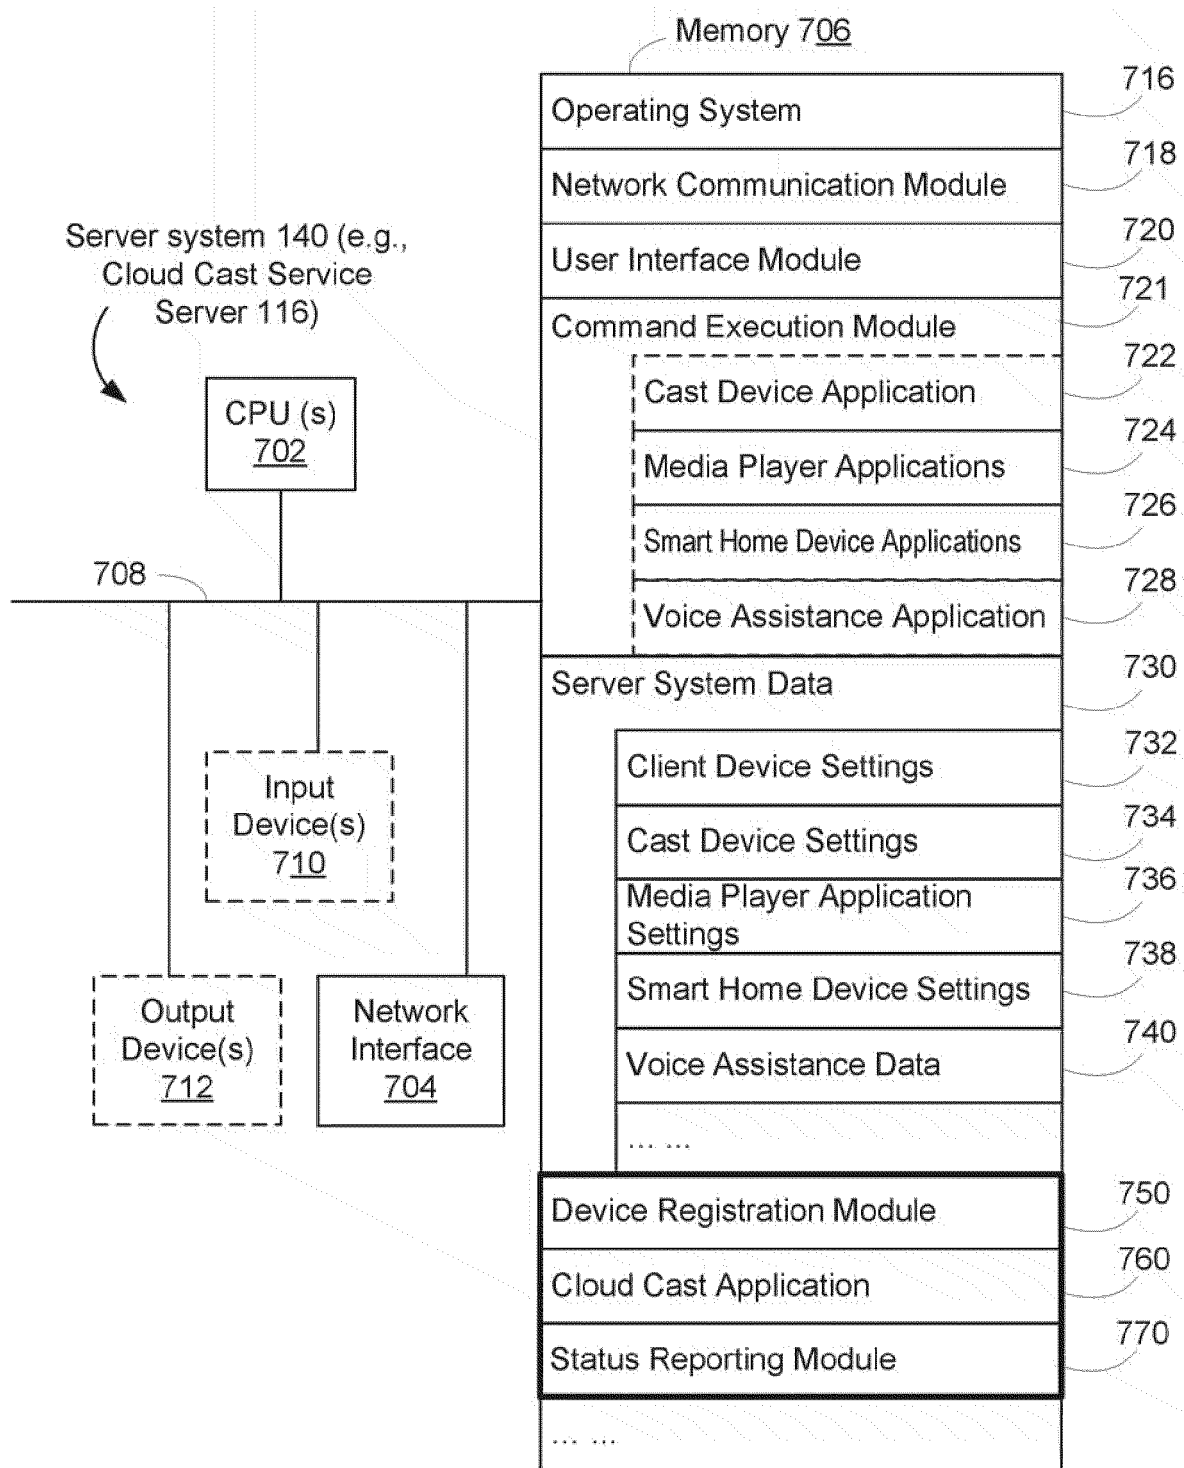 Memory 706
Operating System
716
Network Communication Module
718
User Interface Module
720
Command Execution Module
721
Cast Device Application
722
Media Player Applications
724
Smart Home Device Applications
726
Voice Assistance Application
728
Server System Data
730
Client Device Settings
732
Cast Device Settings
734
Media Player Application
Settings
736
Smart Home Device Settings
738
Voice Assistance Data
740
... ...
Device Registration Module
750
Cloud Cast Application
760
Status Reporting Module
770
... ...
Server system 140 (e.g.,
Cloud Cast Service
Server 116)
CPU (s)
702
708
Input
Device(s)
710
Output
Device(s)
712
Network
Interface
704